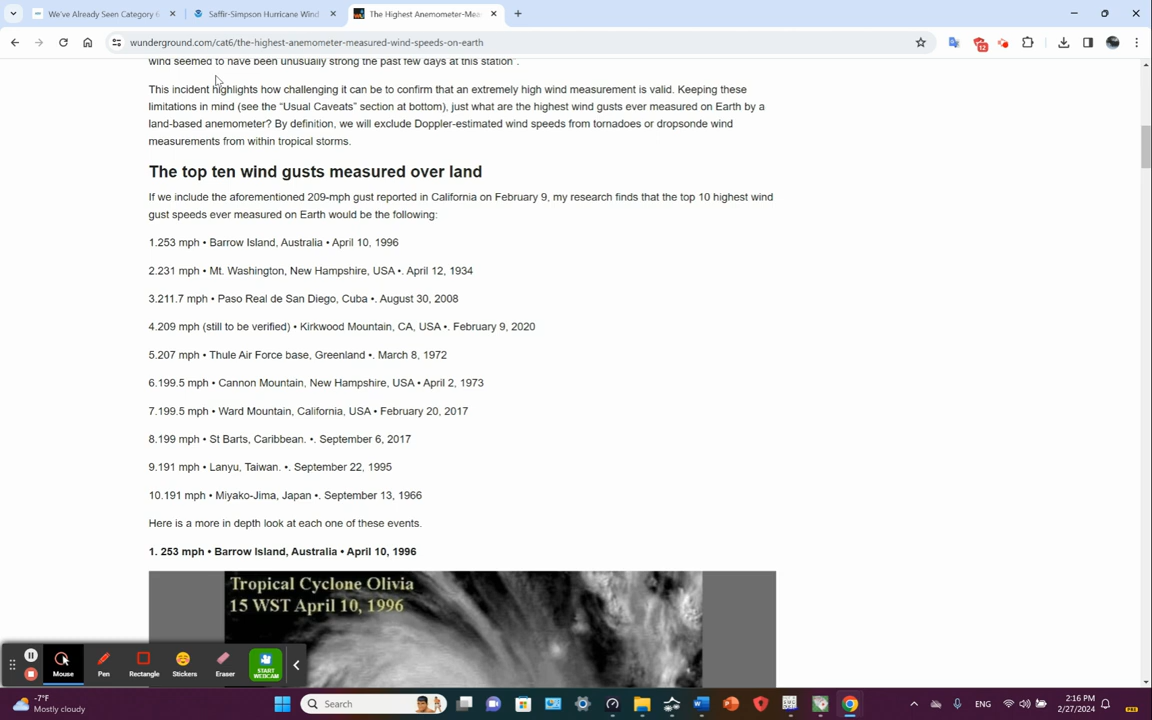 We've Already Seen Category 6
Saffir-Simpson Hurricane Wind
The Highest Anemometer-Mea
wunderground.com/cat6/the-highest-anemometer-measured-wind-speeds-on-earth
12
wind seemed to have been unusually strong the past few days at this station".
This incident highlights how challenging it can be to confirm that an extremely high wind measurement is valid. Keeping these
limitations in mind (see the “Usual Caveats” section at bottom), just what are the highest wind gusts ever measured on Earth by a
land-based anemometer? By definition, we will exclude Doppler-estimated wind speeds from tornadoes or dropsonde wind
measurements from within tropical storms.
The top ten wind gusts measured over land
If we include the aforementioned 209-mph gust reported in California on February 9, my research finds that the top 10 highest wind
gust speeds ever measured on Earth would be the following:
1.253 mph • Barrow Island, Australia • April 10, 1996
2.231 mph • Mt. Washington, New Hampshire, USA •. April 12, 1934
3.211.7 mph • Paso Real de San Diego, Cuba •. August 30, 2008
4.209 mph (still to be verified) • Kirkwood Mountain, CA, USA •. February 9, 2020
5.207 mph • Thule Air Force base, Greenland •. March 8, 1972
6.199.5 mph • Cannon Mountain, New Hampshire, USA • April 2, 1973
7.199.5 mph • Ward Mountain, California, USA • February 20, 2017
8.199 mph • St Barts, Caribbean. •. September 6, 2017
9.191 mph • Lanyu, Taiwan. •. September 22, 1995
10.191 mph • Miyako-Jima, Japan •. September 13, 1966
Here is a more in depth look at each one of these events.
1. 253 mph • Barrow Island, Australia • April 10, 1996
Tropical Cyclone Olivia
15 WST April 10, 1996
Mouse
Pen
Rectangle
Stickers
Eraser
START
WEBCAM
-7°F
Mostly cloudy
Search
ENG
2:16 PM
2/27/2024